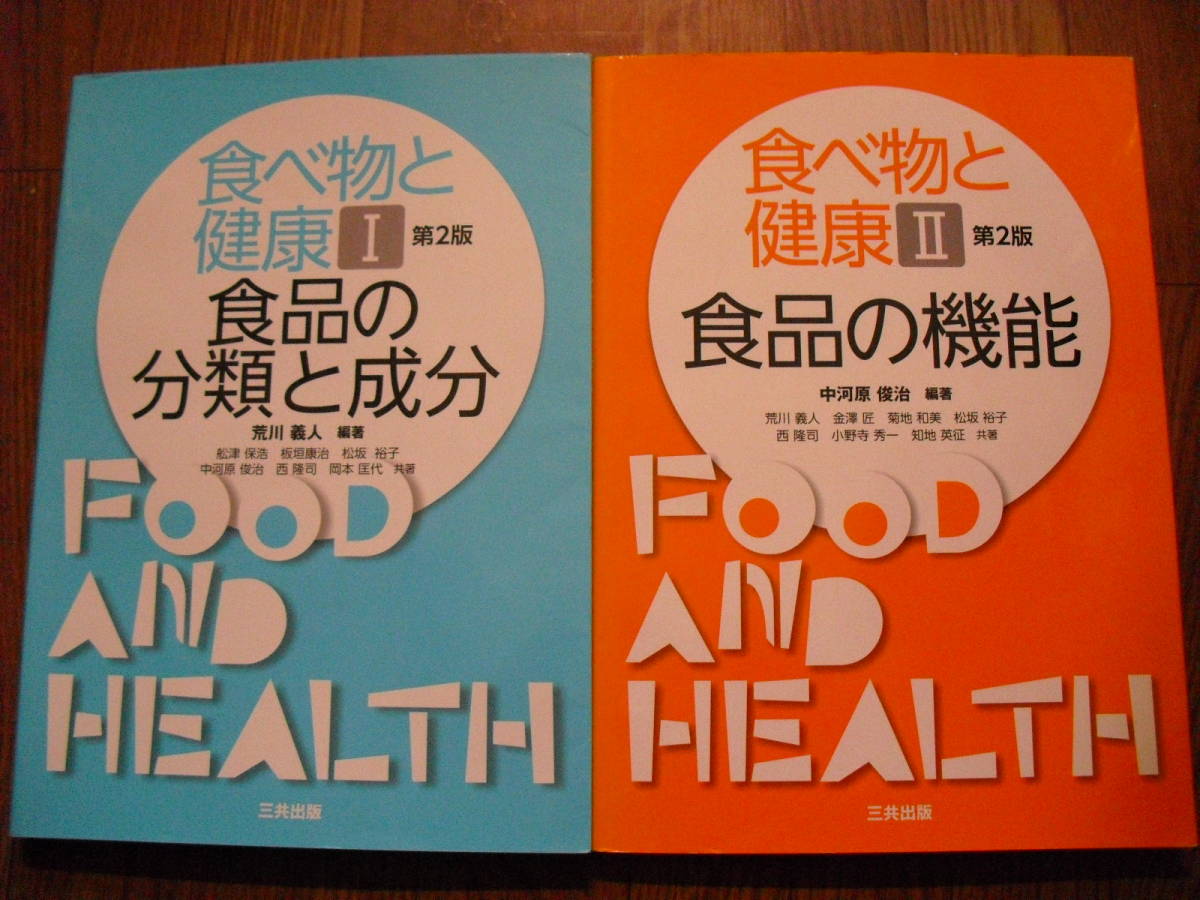 食べ物と
健康 Ⅰ 第2版
食品の
分類と成分
荒川 義人 編著
舩津 保浩 板垣康治 松坂 裕子
中河原 俊治 西 隆司 岡本 匡代 共著
FOOD
AND
HEALTH
三共出版
食べ物と
健康 Ⅱ 第2版
食品の機能
中河原 俊治 編著
荒川 義人 金澤 匠 菊地 和美 松坂 裕子
西 隆司 小野寺 秀一 知地 英征 共著
FOOD
AND
HEALTH
三共出版